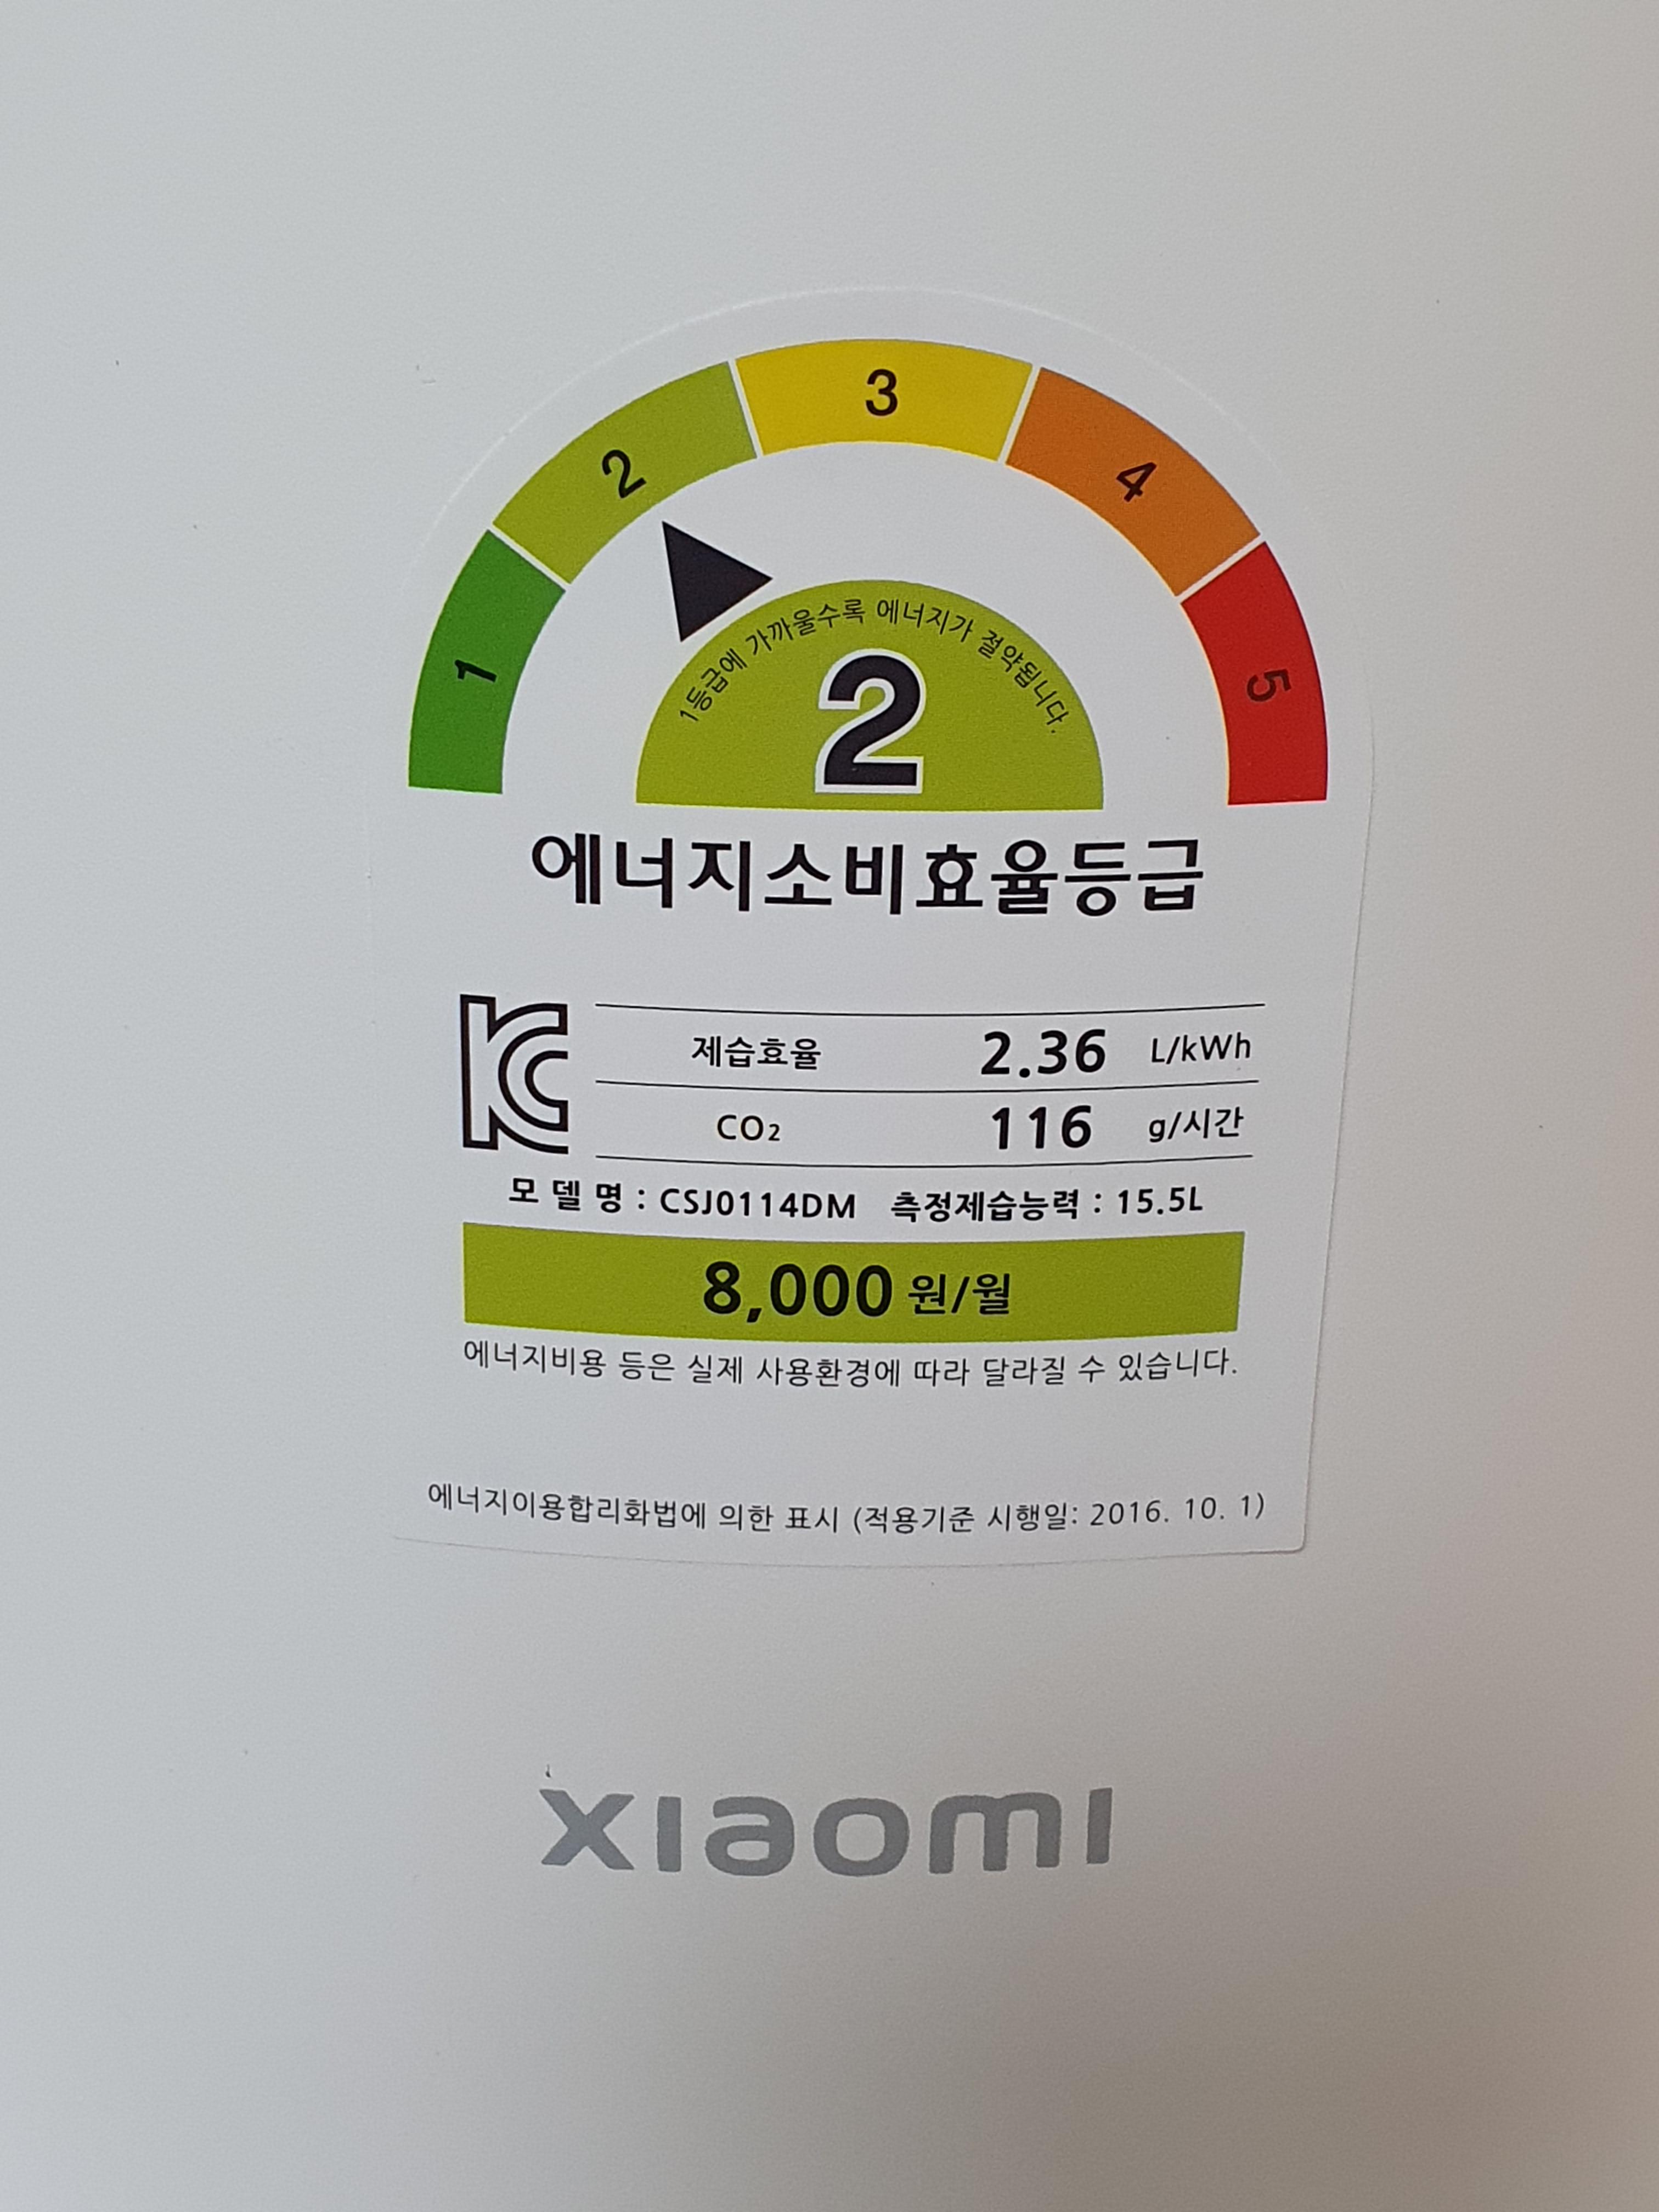 1
2
3
4
5
1등급에 가까울수록 에너지가 절약됩니다.
2
에너지소비효율등급
KC
제습효율 2.36 L/kWh
CO₂ 116 g/시간
모 델 명 : CSJ0114DM 측정제습능력 : 15.5L
8,000 원/월
에너지비용 등은 실제 사용환경에 따라 달라질 수 있습니다.
에너지이용합리화법에 의한 표시 (적용기준 시행일: 2016. 10. 1)
xiaomi